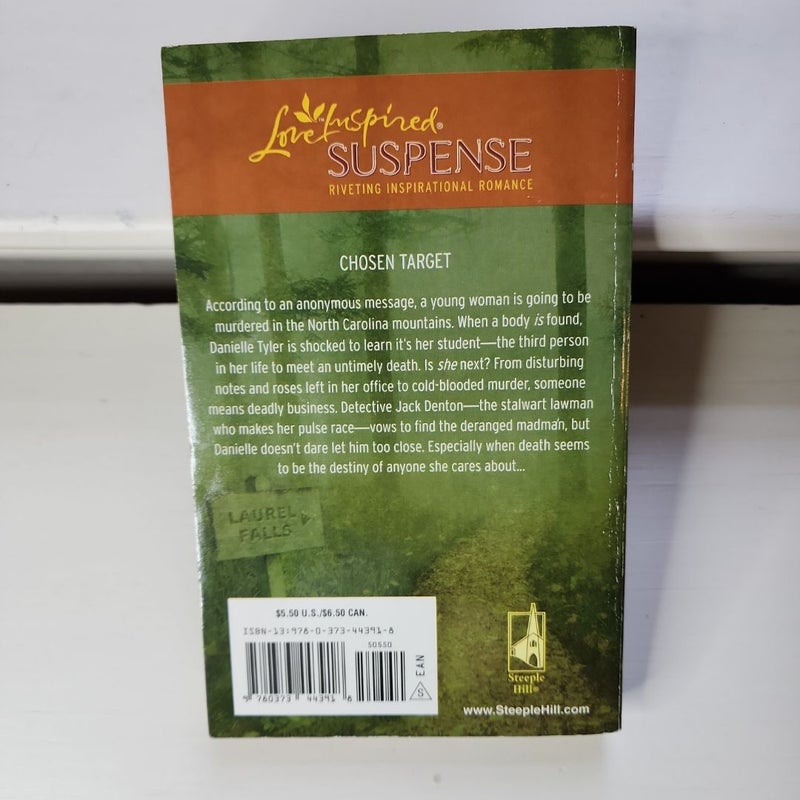 Love Inspired®
SUSPENSE
RIVETING INSPIRATIONAL ROMANCE
CHOSEN TARGET
According to an anonymous message, a young woman is going to be
murdered in the North Carolina mountains. When a body is found,
Danielle Tyler is shocked to learn it's her student—the third person
in her life to meet an untimely death. Is she next? From disturbing
notes and roses left in her office to cold-blooded murder, someone
means deadly business. Detective Jack Denton—the stalwart lawman
who makes her pulse race—vows to find the deranged madman, but
Danielle doesn't dare let him too close. Especially when death seems
to be the destiny of anyone she cares about...
LAUREL
FALLS
$5.50 U.S./$6.50 CAN.
ISBN-13:978-0-373-44391-8
50550
EAN
S
9 780373 44391 8
Steeple
Hill®
www.SteepleHill.com